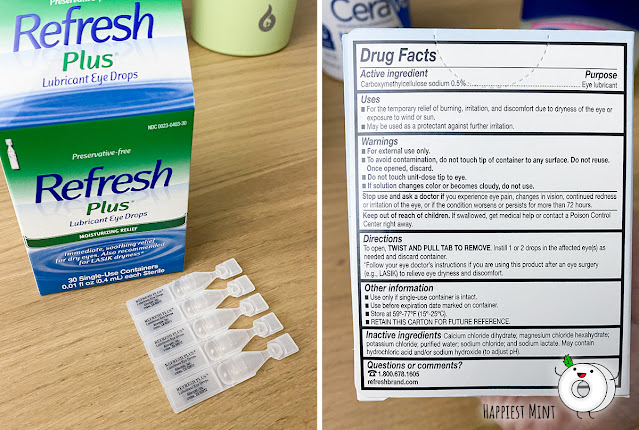 Preservative-free
Refresh
Plus®
Lubricant Eye Drops
NDC 0023-0403-30
Preservative-free
Refresh
Plus®
Lubricant Eye Drops
MOISTURIZING RELIEF
Immediate, soothing relief
for dry eyes. Also recommended
for LASIK dryness*
30 Single-Use Containers
0.01 fl oz (0.4 mL) each Sterile
REFRESH PLUS®
REFRESH PLUS®
REFRESH PLUS®
REFRESH PLUS®
REFRESH PLUS®
Lubricant Eye Drops
CeraV
Drug Facts
Active ingredient Purpose
Carboxymethylcellulose sodium 0.5% Eye lubricant
Uses
■ For the temporary relief of burning, irritation, and discomfort due to dryness of the eye or
exposure to wind or sun.
■ May be used as a protectant against further irritation.
Warnings
■ For external use only.
■ To avoid contamination, do not touch tip of container to any surface. Do not reuse.
Once opened, discard.
■ Do not touch unit-dose tip to eye.
■ If solution changes color or becomes cloudy, do not use.
Stop use and ask a doctor if you experience eye pain, changes in vision, continued redness
or irritation of the eye, or if the condition worsens or persists for more than 72 hours.
Keep out of reach of children. If swallowed, get medical help or contact a Poison Control
Center right away.
Directions
To open, TWIST AND PULL TAB TO REMOVE. Instill 1 or 2 drops in the affected eye(s) as
needed and discard container.
*Follow your eye doctor's instructions if you are using this product after an eye surgery
(e.g., LASIK) to relieve eye dryness and discomfort.
Other information
■ Use only if single-use container is intact.
■ Use before expiration date marked on container.
■ Store at 59°-77°F (15°-25°C).
■ RETAIN THIS CARTON FOR FUTURE REFERENCE.
Inactive ingredients Calcium chloride dihydrate; magnesium chloride hexahydrate;
potassium chloride; purified water; sodium chloride; and sodium lactate. May contain
hydrochloric acid and/or sodium hydroxide (to adjust pH).
Questions or comments?
☎ 1.800.678.1605
refreshbrand.com
HAPPIEST MINT